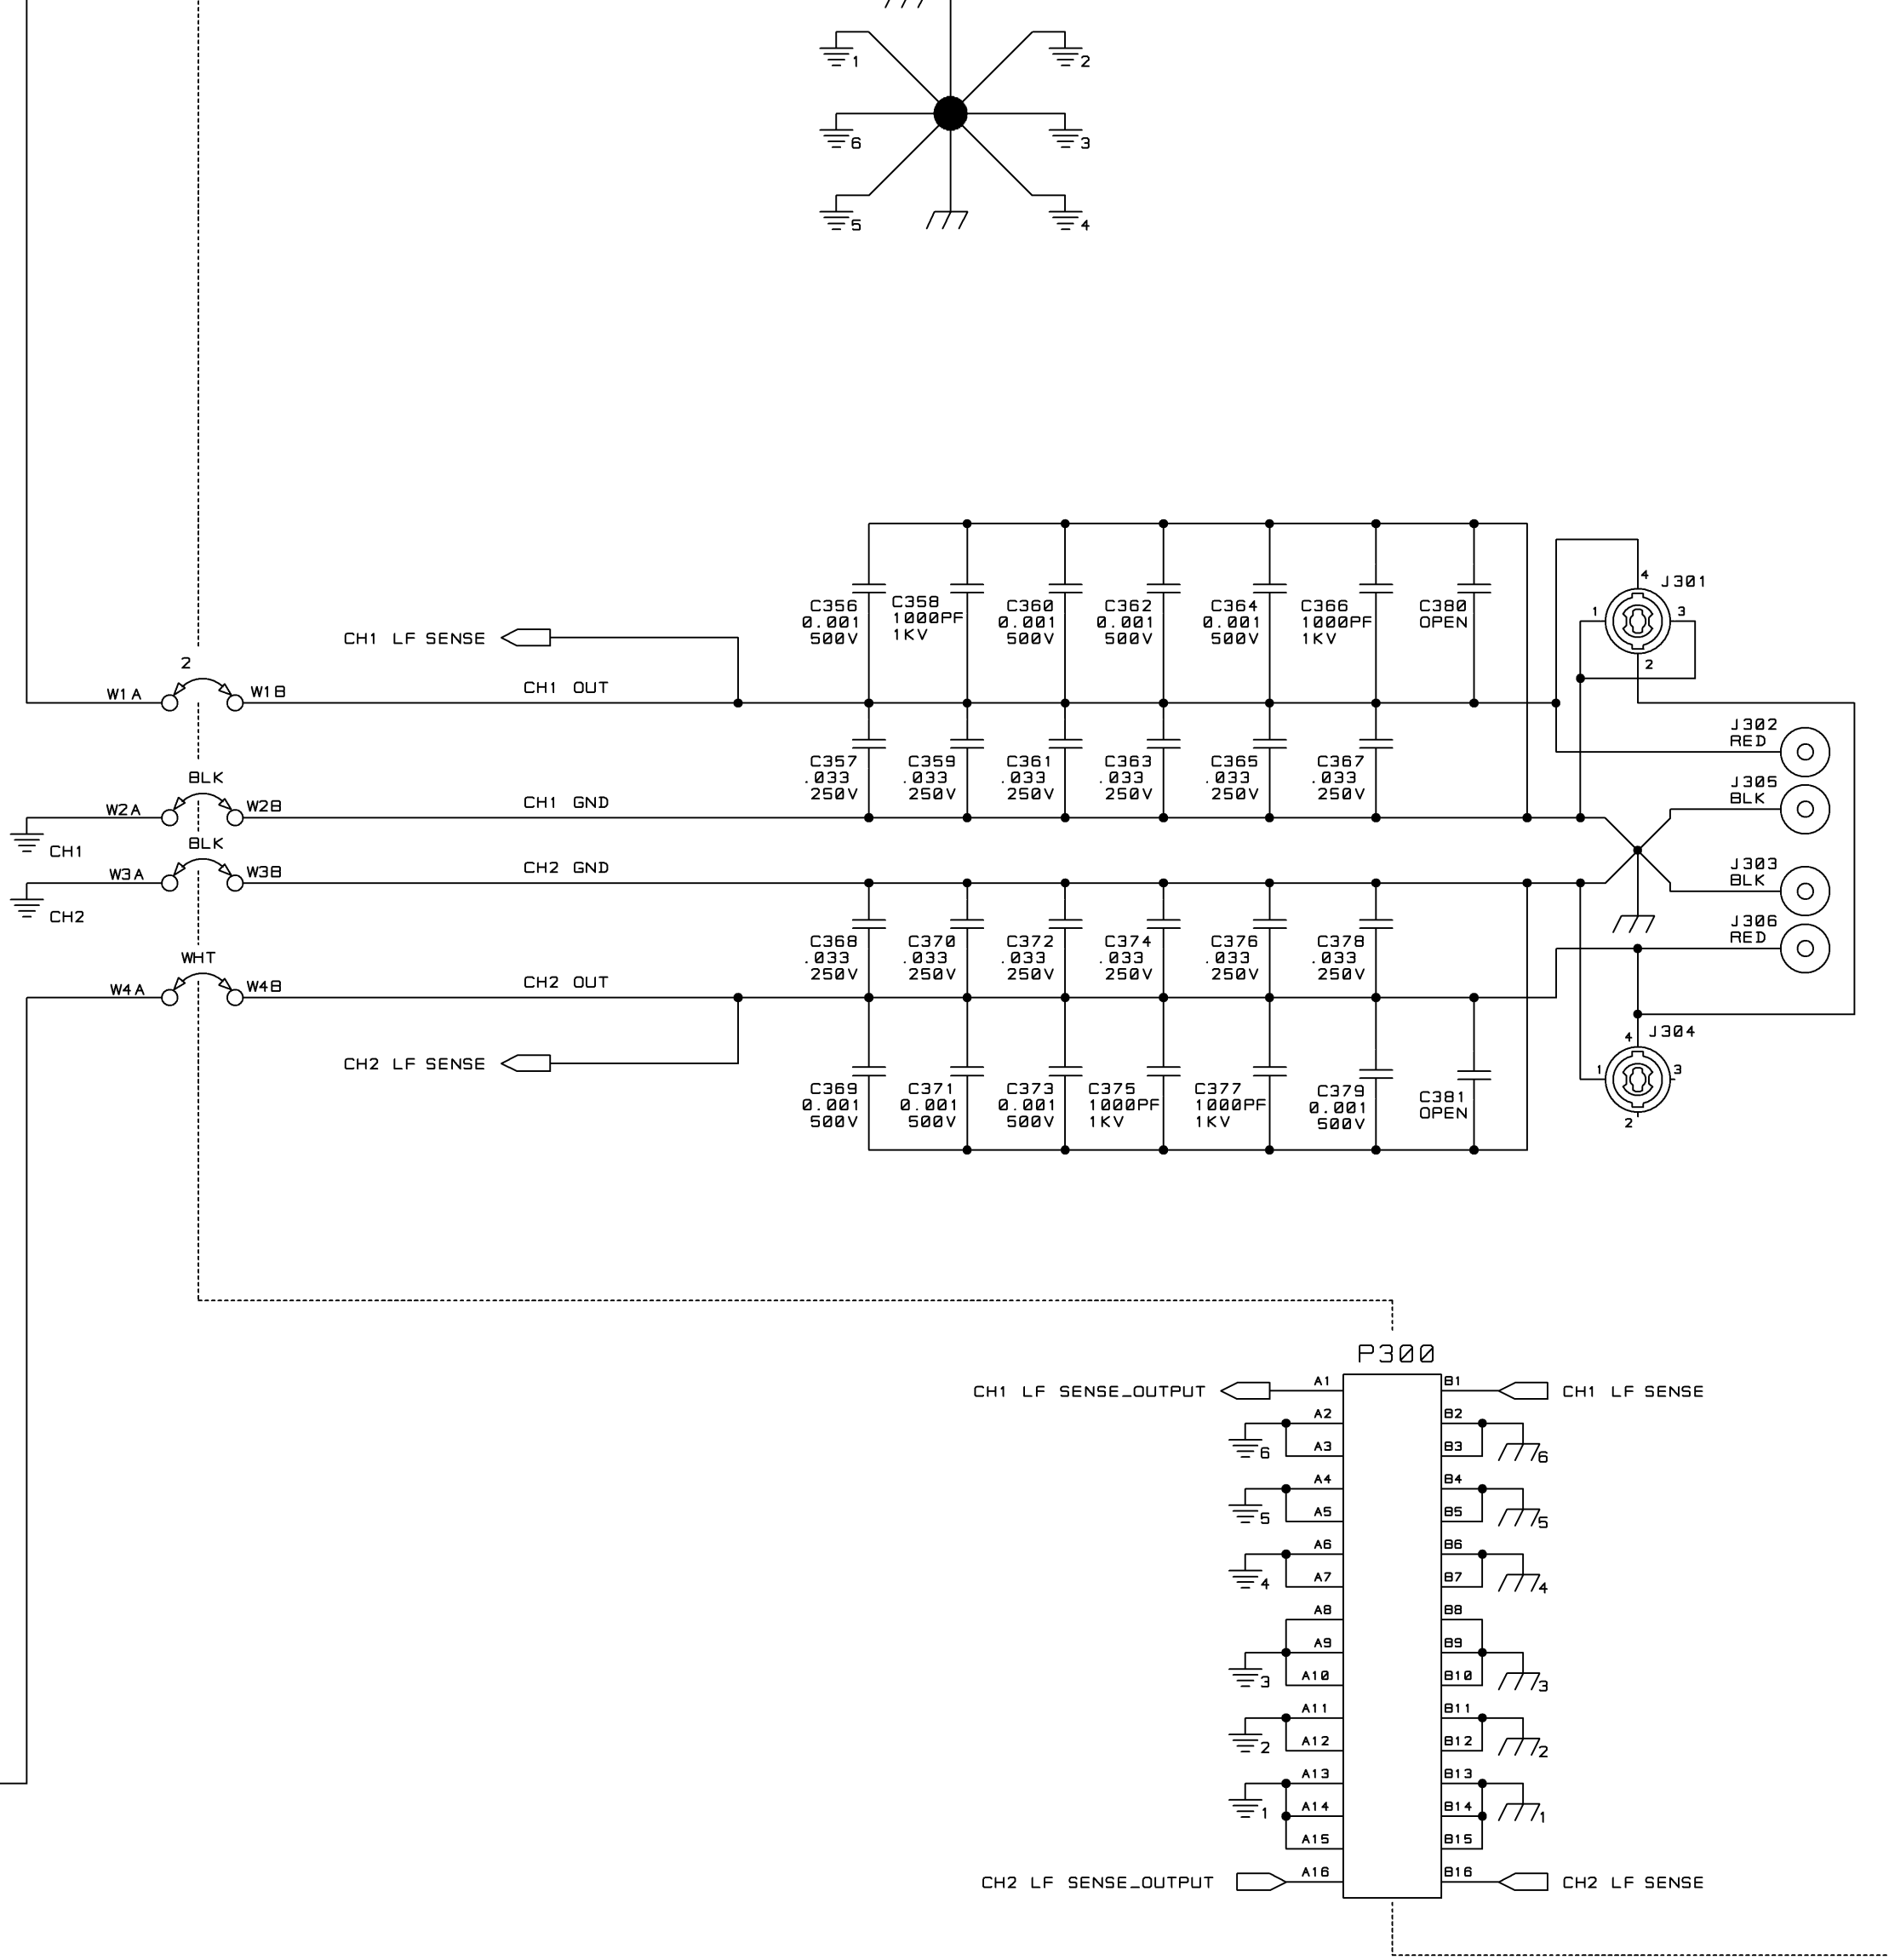 1
2
6
3
5
4
C356
0.001
500V
C358
1000PF
1KV
C360
0.001
500V
C362
0.001
500V
C364
0.001
500V
C366
1000PF
1KV
C380
OPEN
4
J301
1
3
2
CH1 LF SENSE
2
W1A
W1B
CH1 OUT
J302
RED
C357
.033
250V
C359
.033
250V
C361
.033
250V
C363
.033
250V
C365
.033
250V
C367
.033
250V
J305
BLK
BLK
W2A
W2B
CH1 GND
CH1
BLK
W3A
W3B
CH2 GND
CH2
J303
BLK
J306
RED
C368
.033
250V
C370
.033
250V
C372
.033
250V
C374
.033
250V
C376
.033
250V
C378
.033
250V
WHT
W4A
W4B
CH2 OUT
CH2 LF SENSE
J304
4
1
3
2
C369
0.001
500V
C371
0.001
500V
C373
0.001
500V
C375
1000PF
1KV
C377
1000PF
1KV
C379
0.001
500V
C381
OPEN
P300
CH1 LF SENSE_OUTPUT
A1
B1
CH1 LF SENSE
A2
B2
6
A3
B3
6
A4
B4
5
A5
B5
5
A6
B6
4
A7
B7
4
A8
B8
A9
B9
3
A10
B10
3
A11
B11
2
A12
B12
2
A13
B13
1
A14
B14
1
A15
B15
CH2 LF SENSE_OUTPUT
A16
B16
CH2 LF SENSE